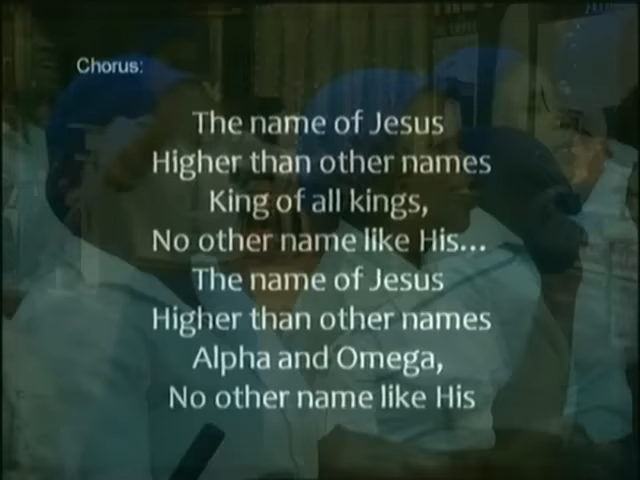 Chorus:
The name of Jesus
Higher than other names
King of all kings,
No other name like His...
The name of Jesus
Higher than other names
Alpha and Omega,
No other name like His